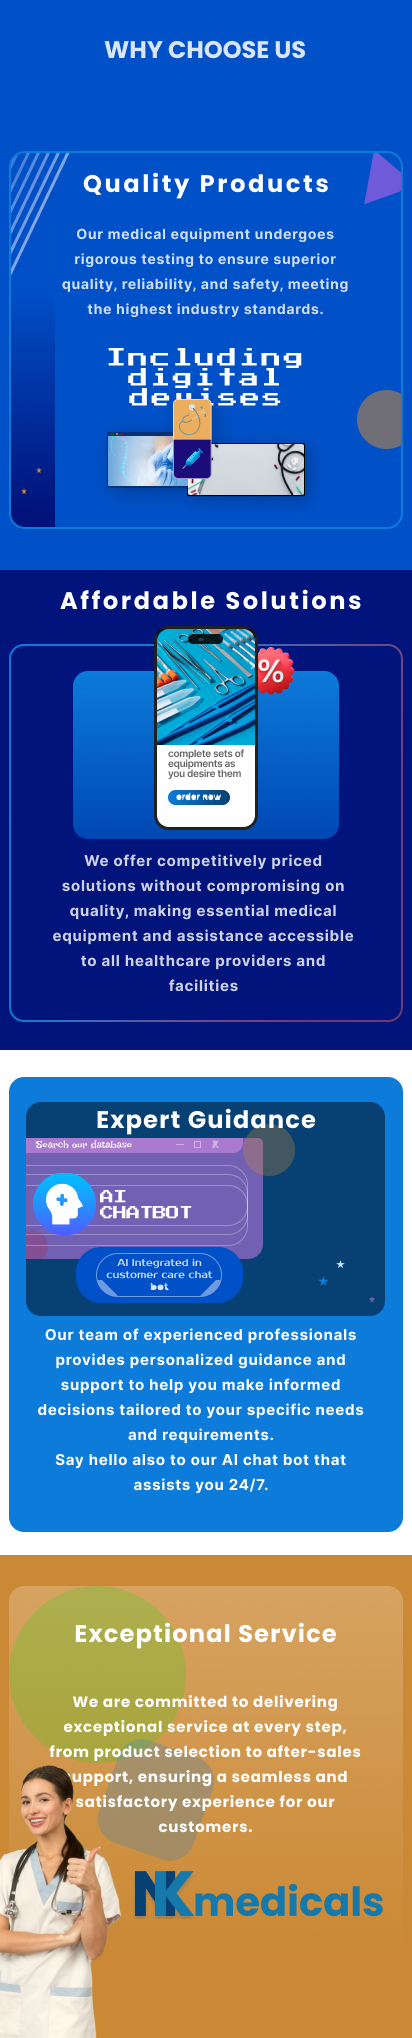 WHY CHOOSE US
Quality Products
Our medical equipment undergoes
rigorous testing to ensure superior
quality, reliability, and safety, meeting
the highest industry standards.
Including
digital
devises
Affordable Solutions
%
complete sets of
equipments as
you desire them
order now
We offer competitively priced
solutions without compromising on
quality, making essential medical
equipment and assistance accessible
to all healthcare providers and
facilities
Expert Guidance
Search our database
AI
CHATBOT
AI Integrated in
customer care chat
bot
Our team of experienced professionals
provides personalized guidance and
support to help you make informed
decisions tailored to your specific needs
and requirements.
Say hello also to our AI chat bot that
assists you 24/7.
Exceptional Service
We are committed to delivering
exceptional service at every step,
from product selection to after-sales
support, ensuring a seamless and
satisfactory experience for our
customers.
NKmedicals